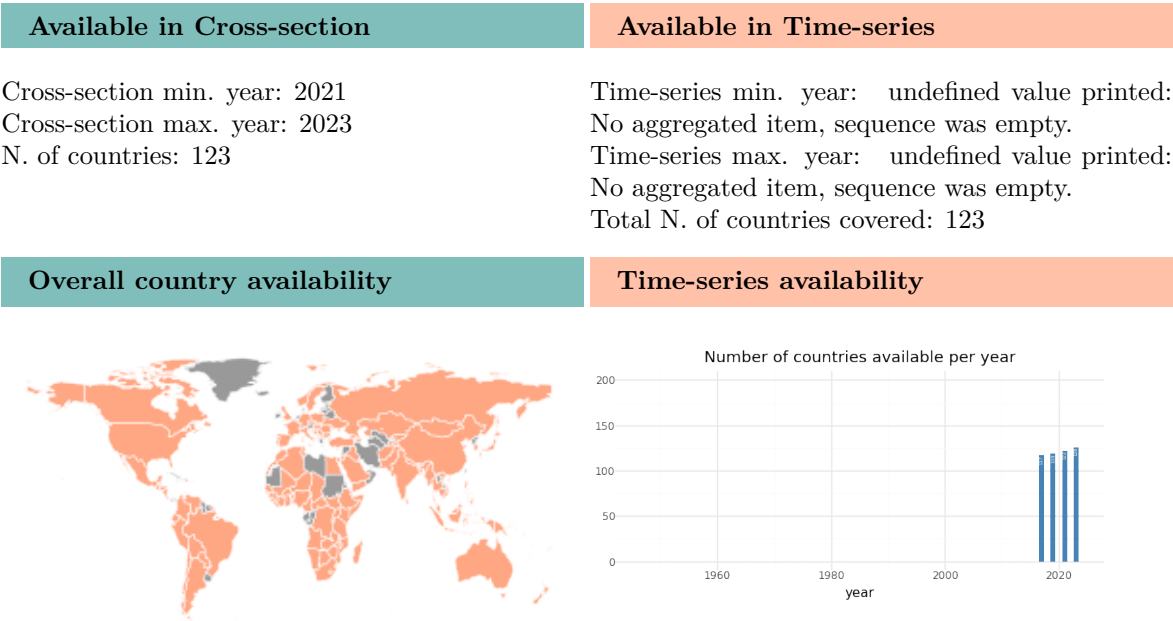 Available in Cross-section
Available in Time-series
Cross-section min. year: 2021
Cross-section max. year: 2023
N. of countries: 123
Time-series min. year: undefined value printed:
No aggregated item, sequence was empty.
Time-series max. year: undefined value printed:
No aggregated item, sequence was empty.
Total N. of countries covered: 123
Overall country availability
Time-series availability
Number of countries available per year
200
150
100
50
0
1960
1980
2000
2020
year